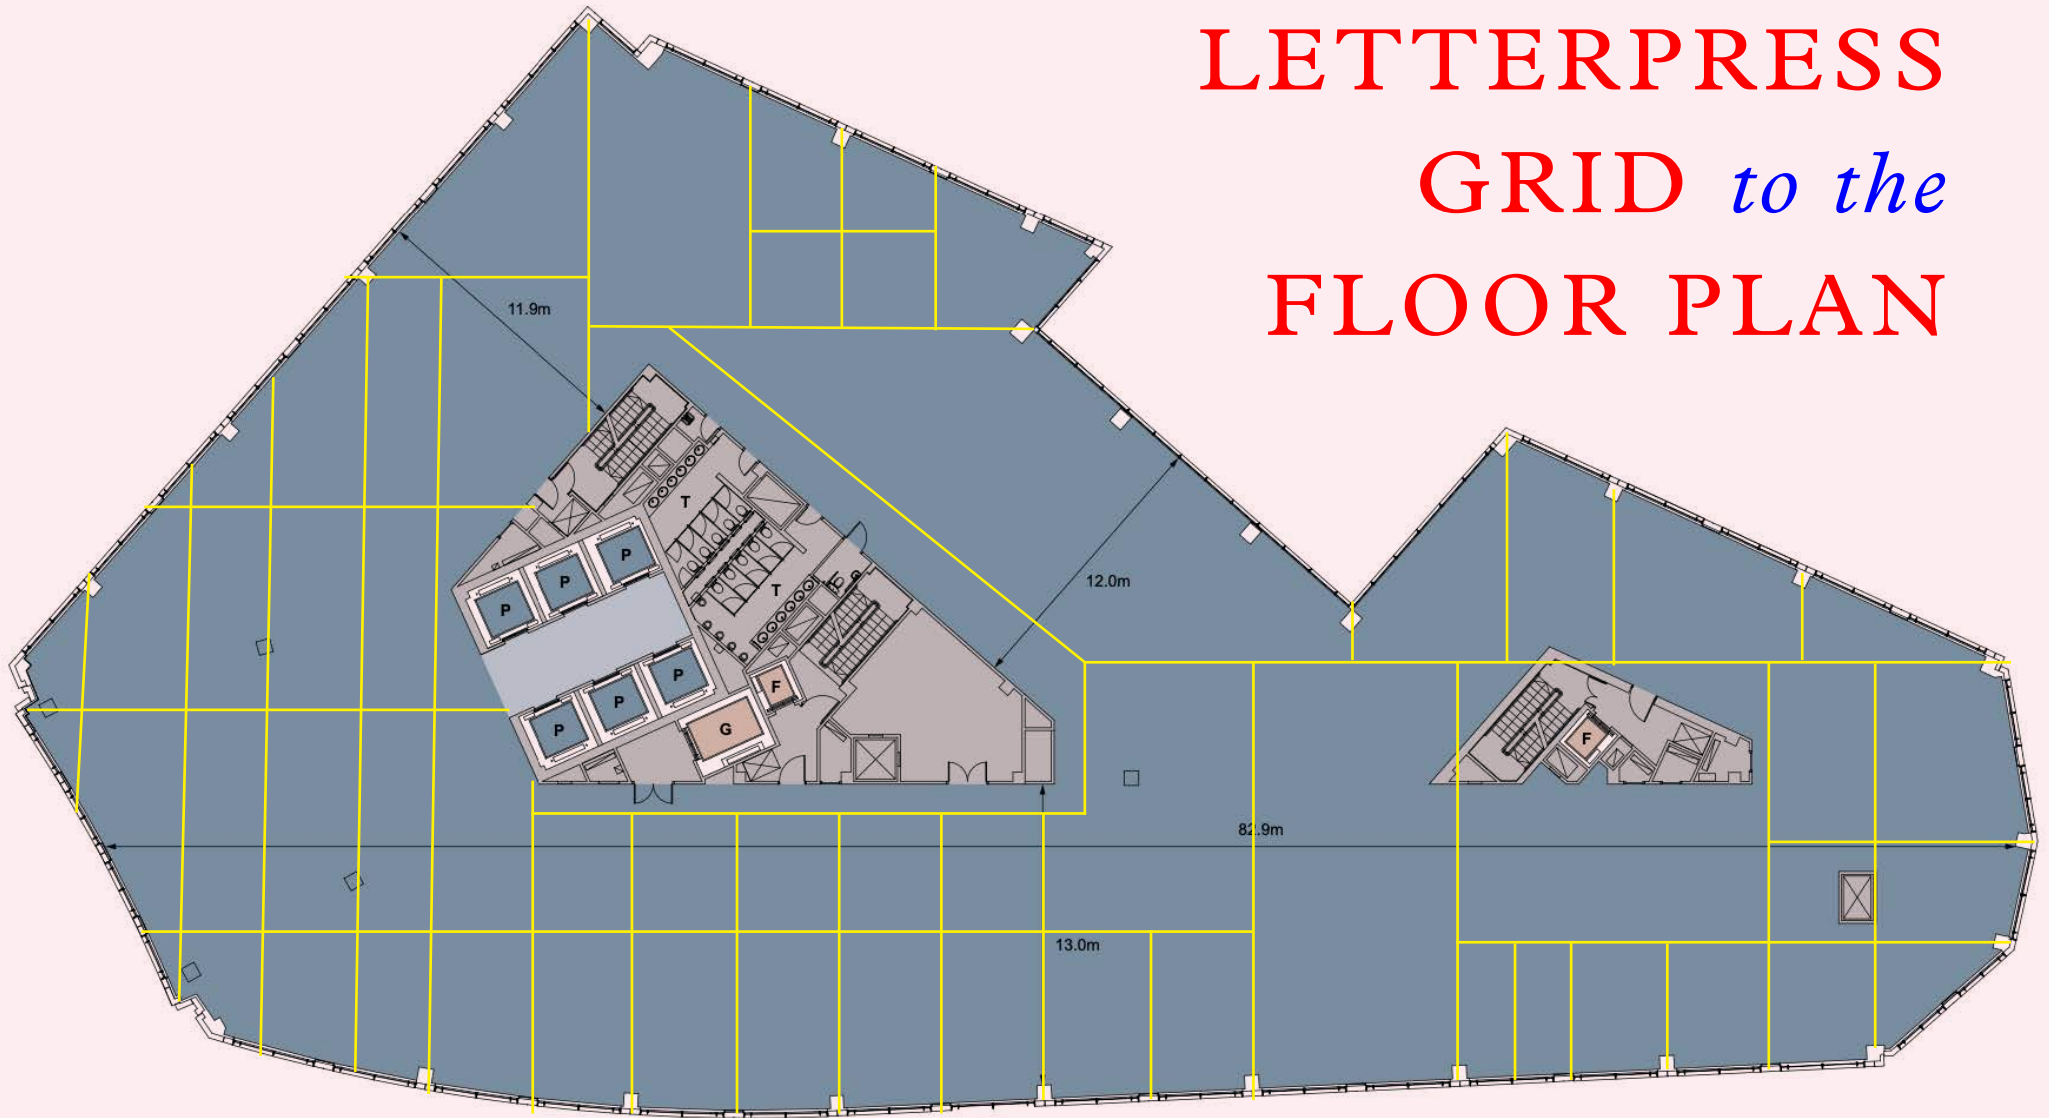 LETTERPRESS
GRID to the
FLOOR PLAN
11.9m
T
P
P
P
12.0m
T
P
F
P
P
G
F
82.9m
13.0m